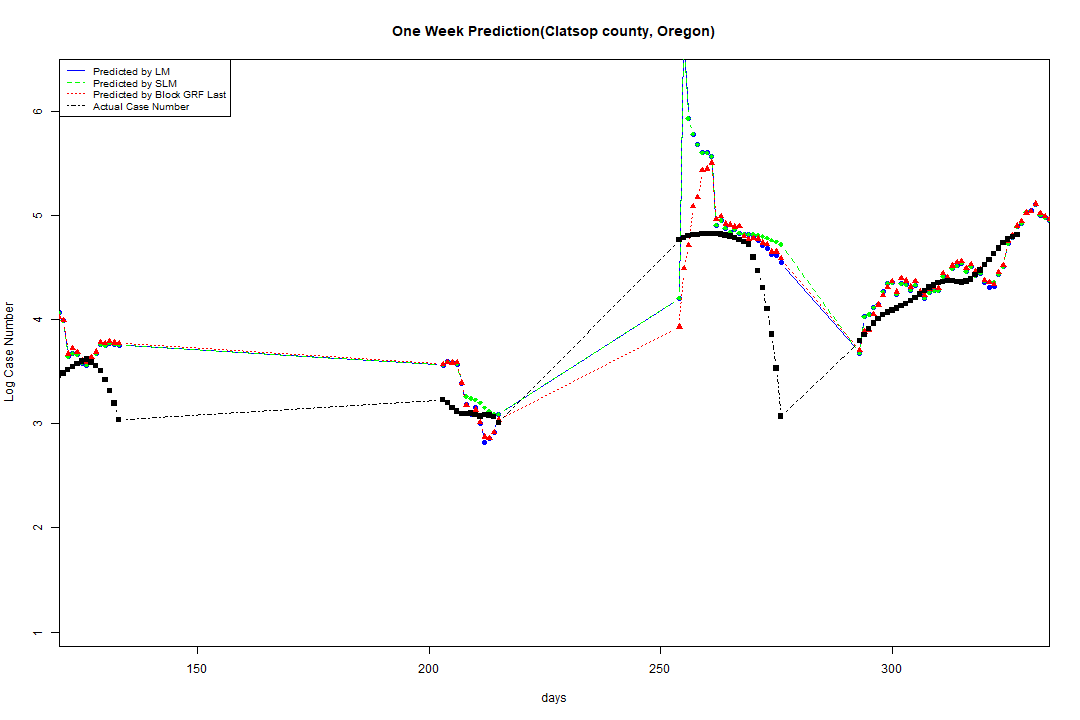 One Week Prediction(Clatsop county, Oregon)
Predicted by LM
Predicted by SLM
Predicted by Block GRF Last
Actual Case Number
6
5
4
3
2
1
Log Case Number
150 200 250 300
days